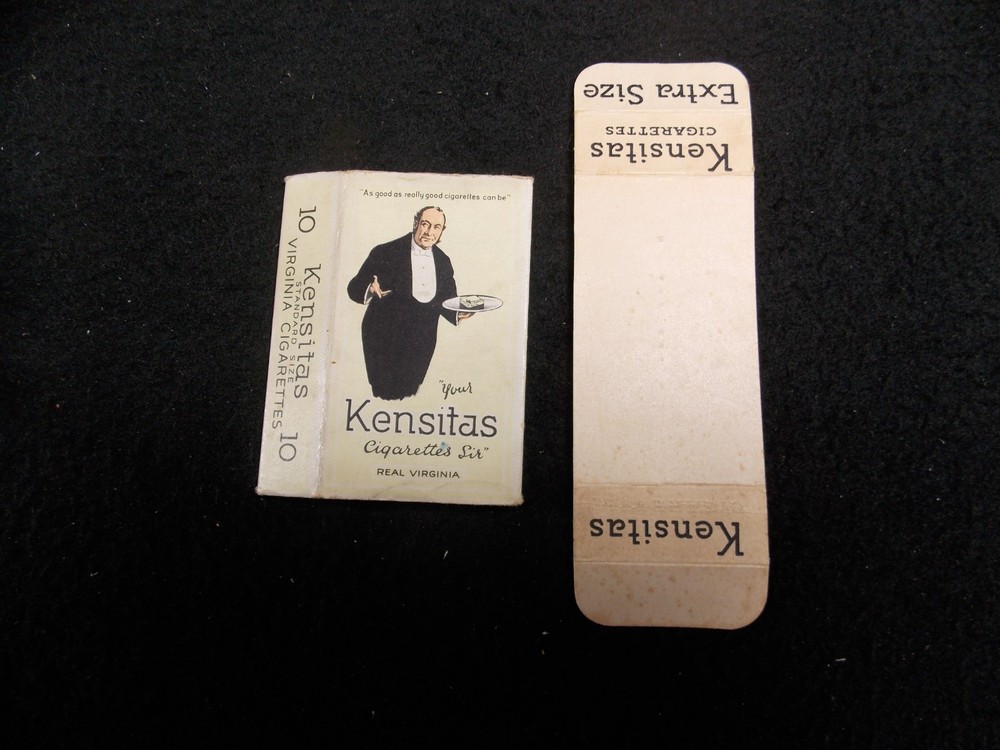 "As good as really good cigarettes can be"
"Your
Kensitas
Cigarettes Sir"
REAL VIRGINIA
10 Kensitas 10
STANDARD SIZE
VIRGINIA CIGARETTES
Extra Size
Kensitas
CIGARETTES
Kensitas